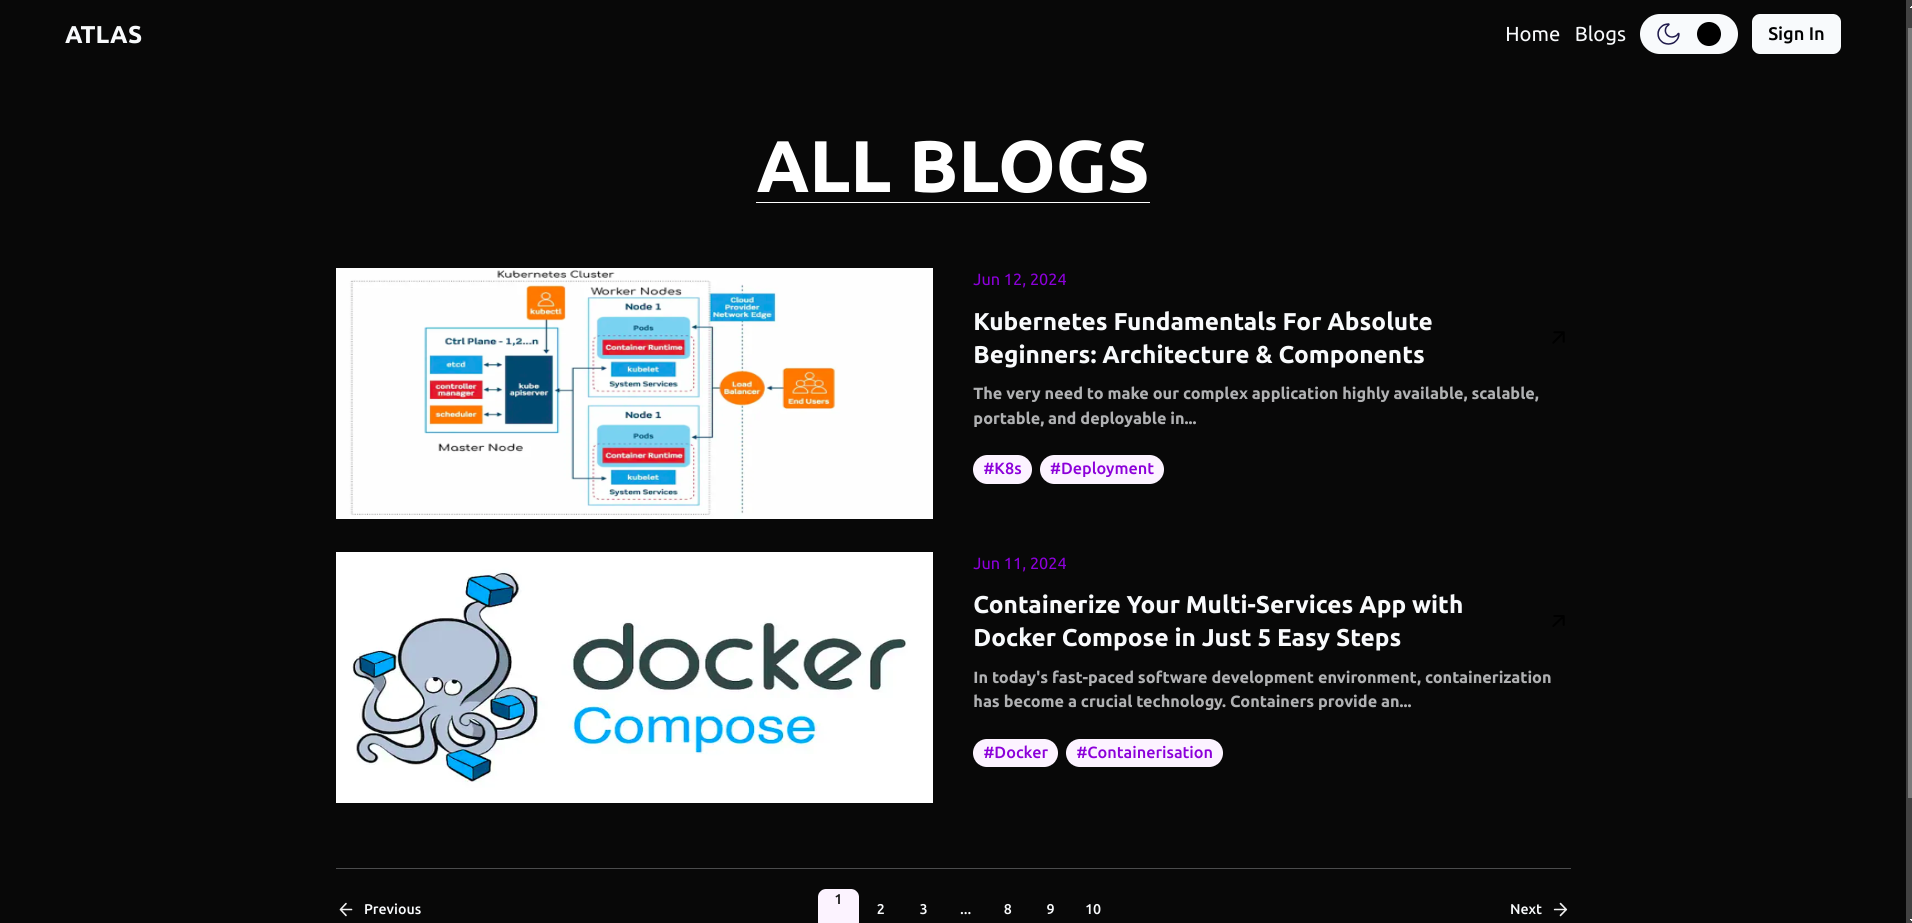 ATLAS
Home Blogs Sign In
ALL BLOGS
Kubernetes Cluster
Worker Nodes
kubectl
Node 1
Cloud
Provider
Network Edge
Pods
Ctrl Plane - 1,2...n
Container Runtime
etcd
kubelet
System Services
controller
manager
kube
apiserver
Load
Balancer
End Users
scheduler
Node 1
Pods
Master Node
Container Runtime
kubelet
System Services
Jun 12, 2024
Kubernetes Fundamentals For Absolute
Beginners: Architecture & Components
The very need to make our complex application highly available, scalable,
portable, and deployable in...
#K8s #Deployment
docker
Compose
Jun 11, 2024
Containerize Your Multi-Services App with
Docker Compose in Just 5 Easy Steps
In today's fast-paced software development environment, containerization
has become a crucial technology. Containers provide an...
#Docker #Containerisation
Previous 1 2 3 ... 8 9 10 Next